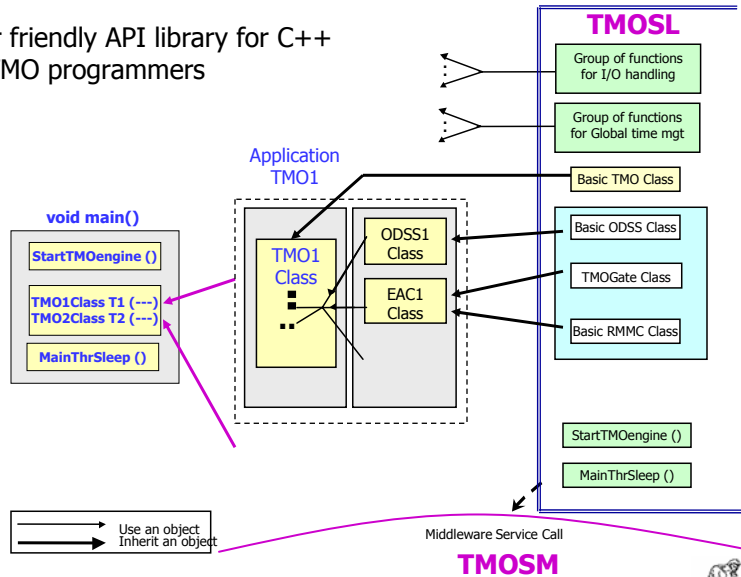 r friendly API library for C++
TMO programmers
TMOSL
Group of functions
for I/O handling
Group of functions
for Global time mgt
Basic TMO Class
Basic ODSS Class
TMOGate Class
Basic RMMC Class
StartTMOengine ()
MainThrSleep ()
Application
TMO1
TMO1
Class
ODSS1
Class
EAC1
Class
void main()
StartTMOengine ()
TMO1Class T1 (---)
TMO2Class T2 (---)
MainThrSleep ()
Use an object
Inherit an object
Middleware Service Call
TMOSM